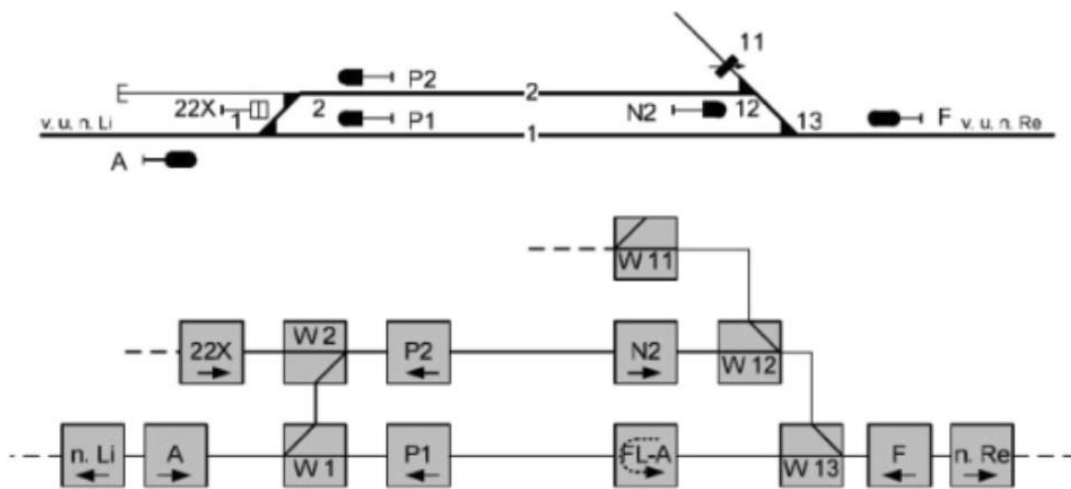 11
P2
2
22X
1
2
P1
N2
12
13
F
v. u. n. Re
v. u. n. Li
1
A
W 11
22X
W 2
P2
N2
W 12
n. Li
A
W 1
P1
FL-A
W 13
F
n. Re